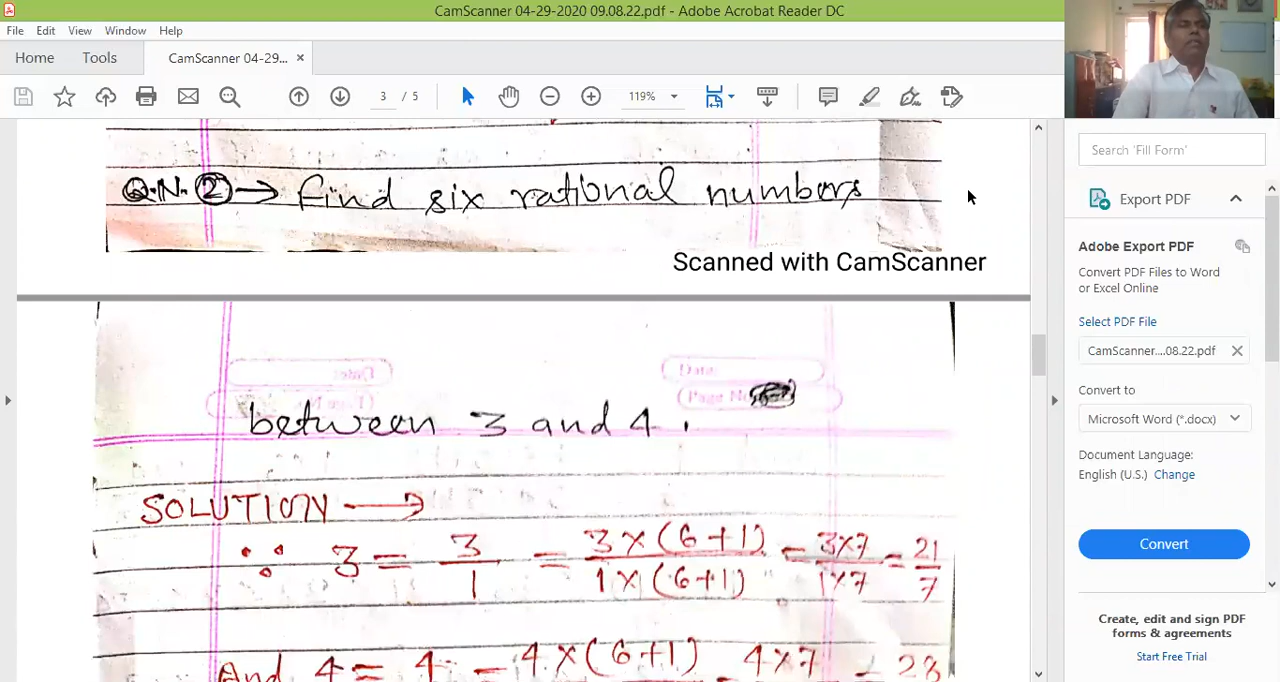 CamScanner 04-29-2020 09.08.22.pdf - Adobe Acrobat Reader DC
File Edit View Window Help
Home Tools CamScanner 04-29... ×
3 / 5 119%
Q.N.② → Find six rational numbers
Scanned with CamScanner
Date
Page No
between 3 and 4.
SOLUTION →
∵ 3 = 3/1 = 3×(6+1)/1×(6+1) = 3×7/1×7 = 21/7
And 4 = 4 = 4×(6+1) = 4×7 = 28
Search 'Fill Form'
Export PDF
Adobe Export PDF
Convert PDF Files to Word
or Excel Online
Select PDF File
CamScanner....08.22.pdf
Convert to
Microsoft Word (*.docx)
Document Language:
English (U.S.) Change
Convert
Create, edit and sign PDF
forms & agreements
Start Free Trial